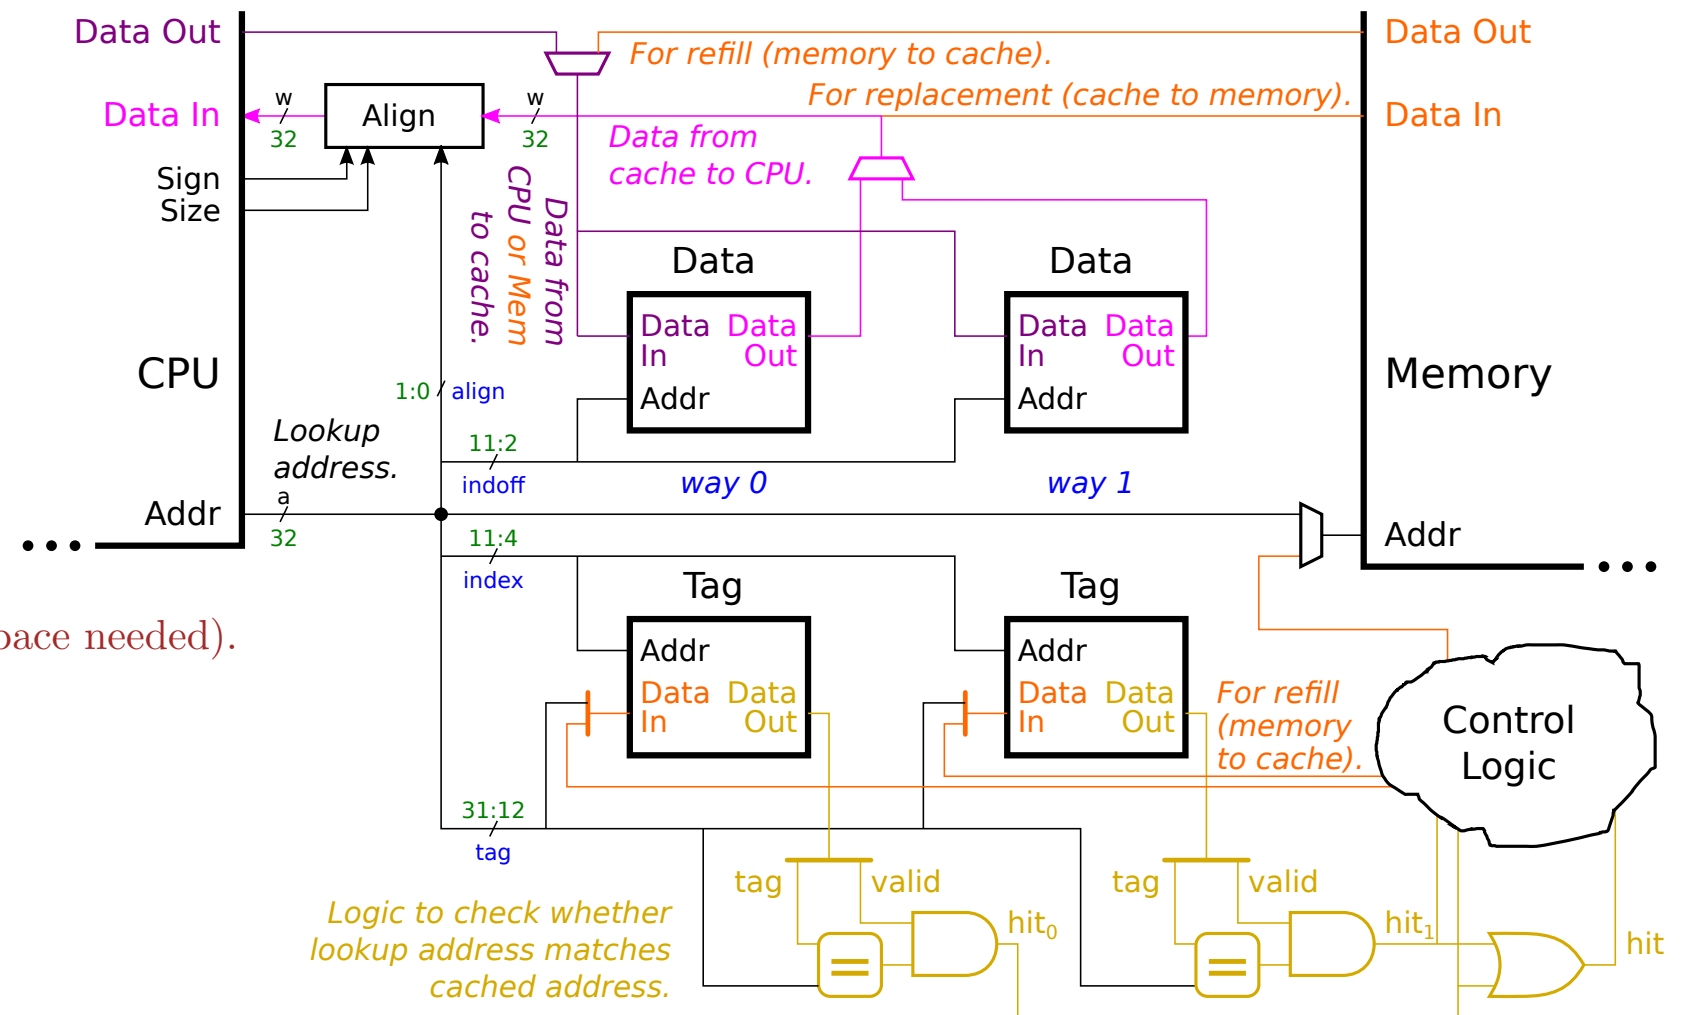 Data Out
Data Out
For refill (memory to cache).
For replacement (cache to memory).
w
w
Data In
Align
Data In
32
32
Data from
cache to CPU.
Sign
Size
Data from
CPU or Mem
to cache.
Data
Data
Data
In
Data
Out
Addr
Data
In
Data
Out
Addr
CPU
Memory
1:0
align
Lookup
address.
11:2
indoff
way 0
way 1
a
Addr
32
Addr
11:4
index
Tag
Tag
pace needed).
Addr
Data
In
Data
Out
Addr
Data
In
Data
Out
For refill
(memory
to cache).
Control
Logic
31:12
tag
tag
valid
tag
valid
Logic to check whether
lookup address matches
cached address.
=
hit0
=
hit1
hit